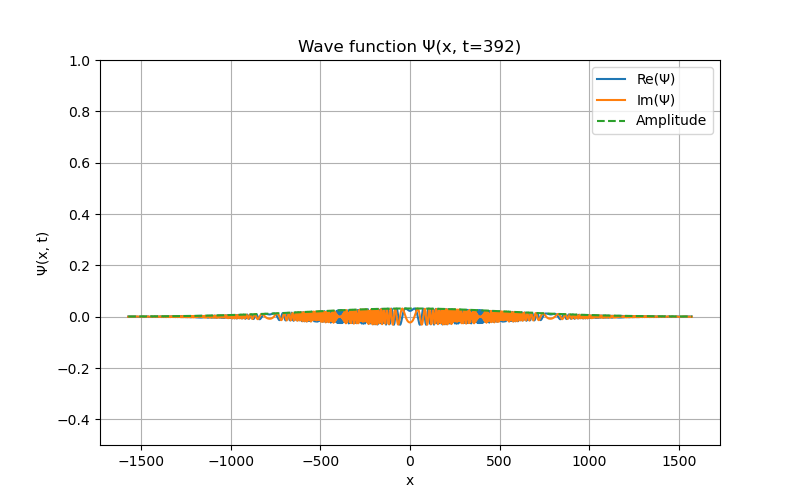 Wave function Ψ(x, t=392)
Re(Ψ)
Im(Ψ)
Amplitude
1.0
0.8
0.6
0.4
0.2
0.0
−0.2
−0.4
Ψ(x, t)
−1500
−1000
−500
0
500
1000
1500
x